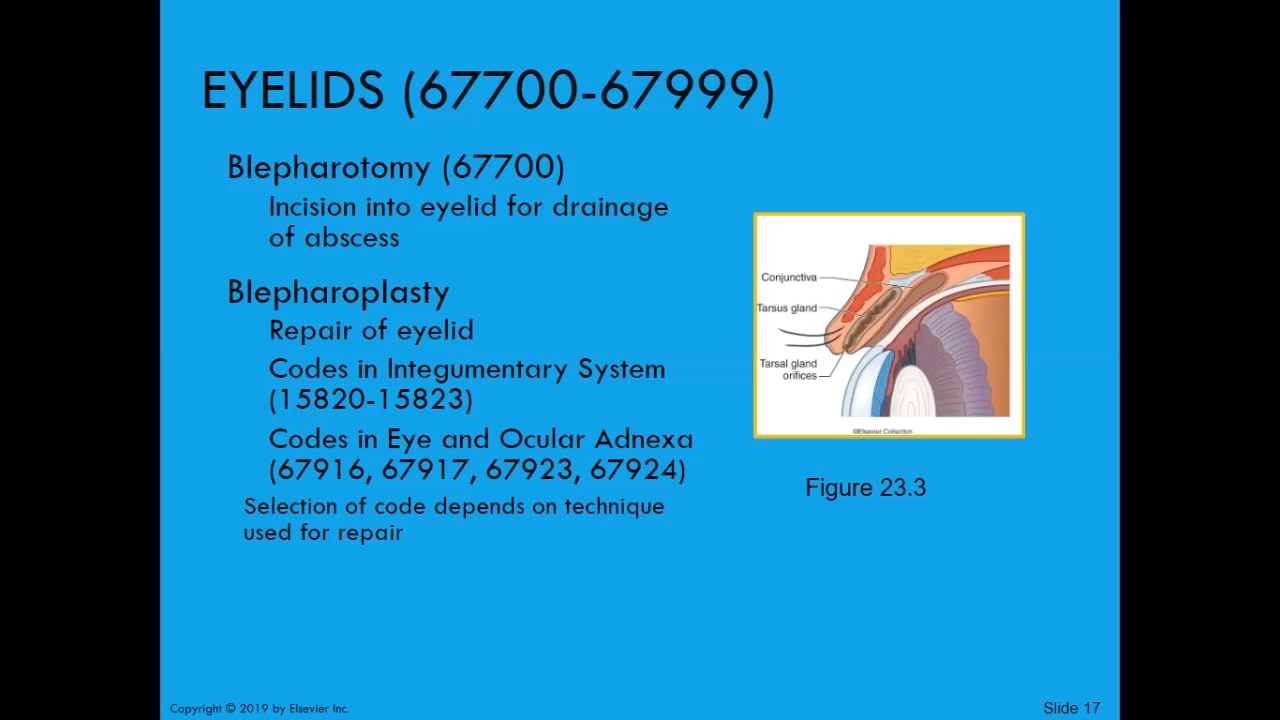 EYELIDS (67700-67999)
Blepharotomy (67700)
Incision into eyelid for drainage
of abscess
Blepharoplasty
Repair of eyelid
Codes in Integumentary System
(15820-15823)
Codes in Eye and Ocular Adnexa
(67916, 67917, 67923, 67924)
Selection of code depends on technique
used for repair
Conjunctiva
Tarsus gland
Tarsal gland
orifices
©Elsevier Collection
Figure 23.3
Copyright © 2019 by Elsevier Inc.
Slide 17